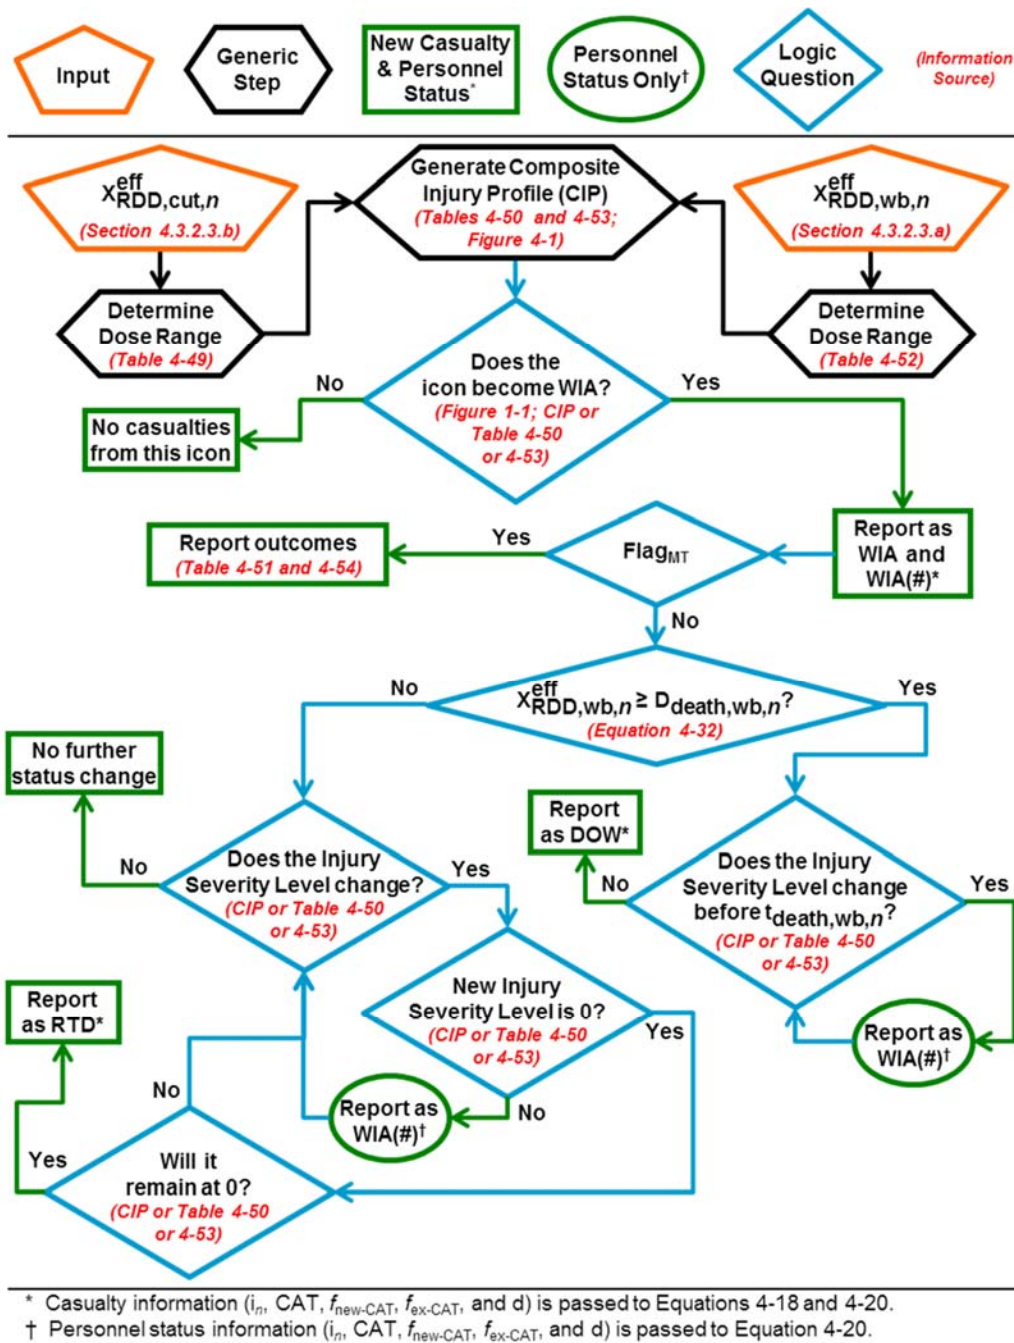 Input
Generic
Step
New Casualty
& Personnel
Status*
Personnel
Status Only†
Logic
Question
(Information
Source)
X^eff_RDD,cut,n
(Section 4.3.2.3.b)
Generate Composite
Injury Profile (CIP)
(Tables 4-50 and 4-53;
Figure 4-1)
X^eff_RDD,wb,n
(Section 4.3.2.3.a)
Determine
Dose Range
(Table 4-49)
Determine
Dose Range
(Table 4-52)
No
Does the
icon become WIA?
(Figure 1-1; CIP or
Table 4-50
or 4-53)
Yes
No casualties
from this icon
Report outcomes
(Table 4-51 and 4-54)
Yes
Flag_MT
Report as
WIA and
WIA(#)*
No
No
X^eff_RDD,wb,n ≥ D_death,wb,n?
(Equation 4-32)
Yes
No further
status change
No
Does the Injury
Severity Level change?
(CIP or Table 4-50
or 4-53)
Yes
Report
as DOW*
No
Does the Injury
Severity Level change
before t_death,wb,n?
(CIP or Table 4-50
or 4-53)
Yes
Report
as RTD*
New Injury
Severity Level is 0?
(CIP or Table 4-50
or 4-53)
Yes
Report as
WIA(#)†
No
Report as
WIA(#)†
No
Yes
Will it
remain at 0?
(CIP or Table 4-50
or 4-53)
* Casualty information (i_n, CAT, f_new-CAT, f_ex-CAT, and d) is passed to Equations 4-18 and 4-20.
† Personnel status information (i_n, CAT, f_new-CAT, f_ex-CAT, and d) is passed to Equation 4-20.